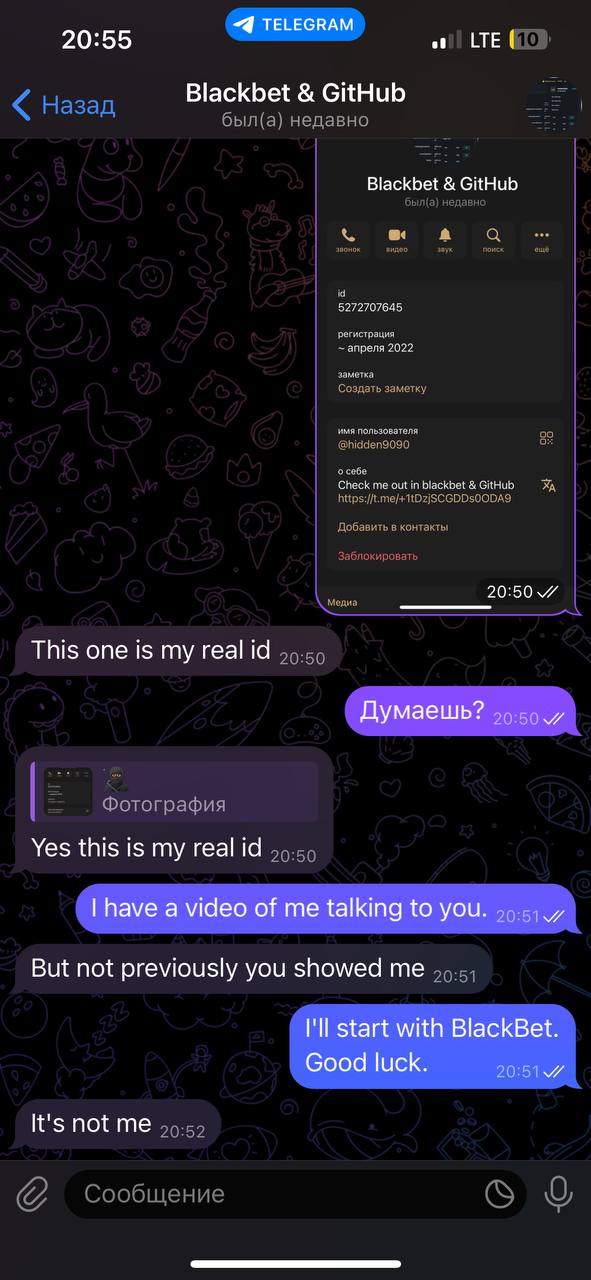 20:55
TELEGRAM
LTE
10
Назад
Blackbet & GitHub
был(а) недавно
Blackbet & GitHub
был(а) недавно
звонок
видео
звук
поиск
ещё
id
5272707645
регистрация
~ апреля 2022
заметка
Создать заметку
имя пользователя
@hidden9090
о себе
Check me out in blackbet & GitHub
https://t.me/+1tDzjSCGDDs0ODA9
Добавить в контакты
Заблокировать
Медиа
20:50
This one is my real id 20:50
Думаешь? 20:50
Фотография
Yes this is my real id 20:50
I have a video of me talking to you. 20:51
But not previously you showed me 20:51
I'll start with BlackBet.
Good luck. 20:51
It's not me 20:52
Сообщение